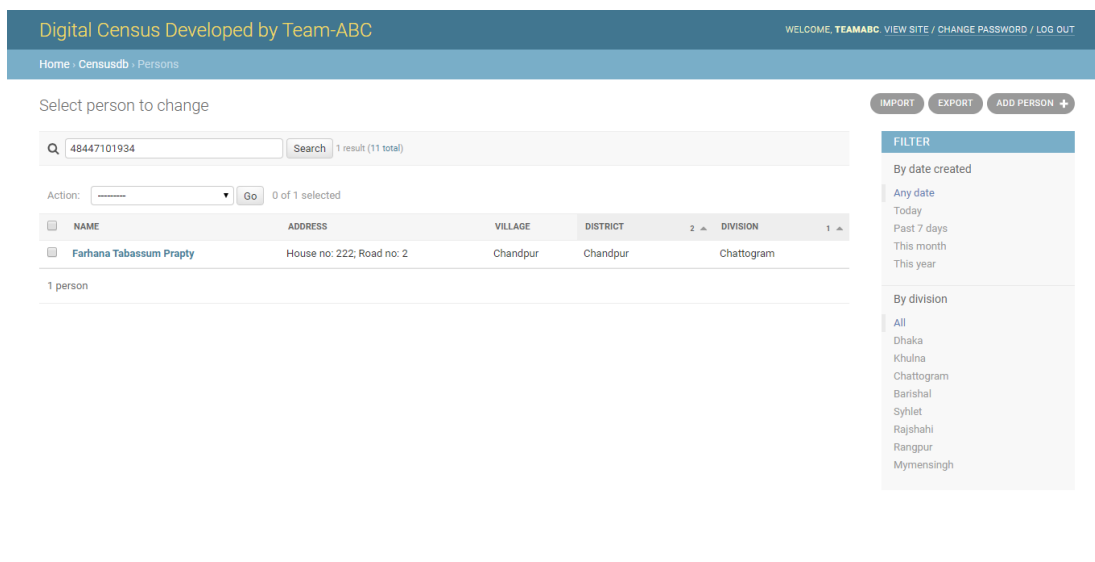 Digital Census Developed by Team-ABC
WELCOME, TEAMABC. VIEW SITE / CHANGE PASSWORD / LOG OUT
Home › Censusdb › Persons
Select person to change
IMPORT EXPORT ADD PERSON +
48447101934 Search 1 result (11 total)
Action: --------- Go 0 of 1 selected
NAME ADDRESS VILLAGE DISTRICT 2 DIVISION 1
Farhana Tabassum Prapty House no: 222; Road no: 2 Chandpur Chandpur Chattogram
1 person
FILTER
By date created
Any date
Today
Past 7 days
This month
This year
By division
All
Dhaka
Khulna
Chattogram
Barishal
Syhlet
Rajshahi
Rangpur
Mymensingh